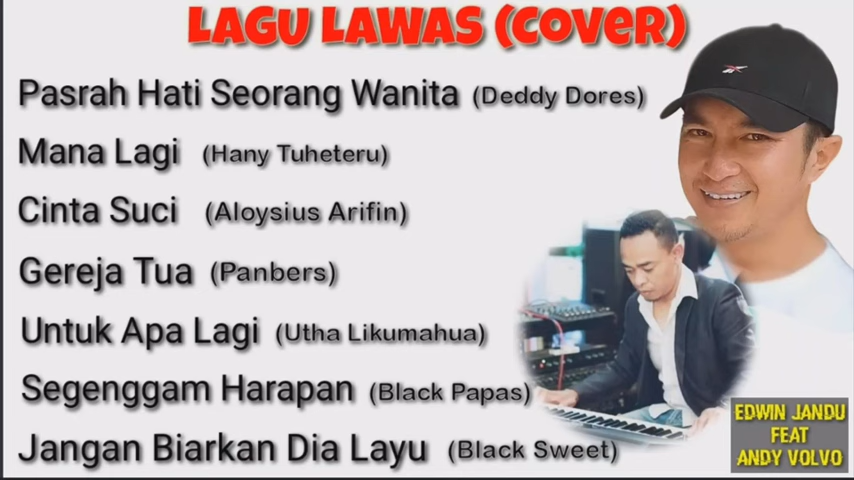 LAGU LAWAS (COVER)
Pasrah Hati Seorang Wanita (Deddy Dores)
Mana Lagi (Hany Tuheteru)
Cinta Suci (Aloysius Arifin)
Gereja Tua (Panbers)
Untuk Apa Lagi (Utha Likumahua)
Segenggam Harapan (Black Papas)
Jangan Biarkan Dia Layu (Black Sweet)
EDWIN JANDU
FEAT
ANDY VOLVO